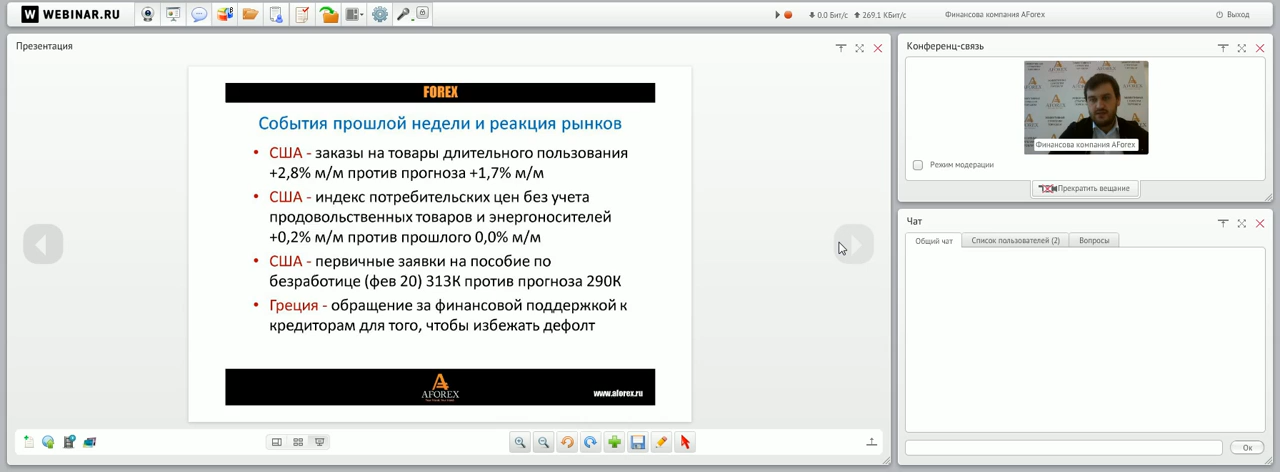 W WEBINAR.RU
0.0 Бит/с 269.1 КБит/с
Финансова компания AForex
Выход
Презентация
FOREX
События прошлой недели и реакция рынков
• США - заказы на товары длительного пользования
+2,8% м/м против прогноза +1,7% м/м
• США - индекс потребительских цен без учета
продовольственных товаров и энергоносителей
+0,2% м/м против прошлого 0,0% м/м
• США - первичные заявки на пособие по
безработице (фев 20) 313К против прогноза 290К
• Греция - обращение за финансовой поддержкой к
кредиторам для того, чтобы избежать дефолт
AFOREX
www.aforex.ru
Конференц-связь
AFOREX
Финансова компания AForex
Режим модерации
Прекратить вещание
Чат
Общий чат
Список пользователей (2)
Вопросы
Ок